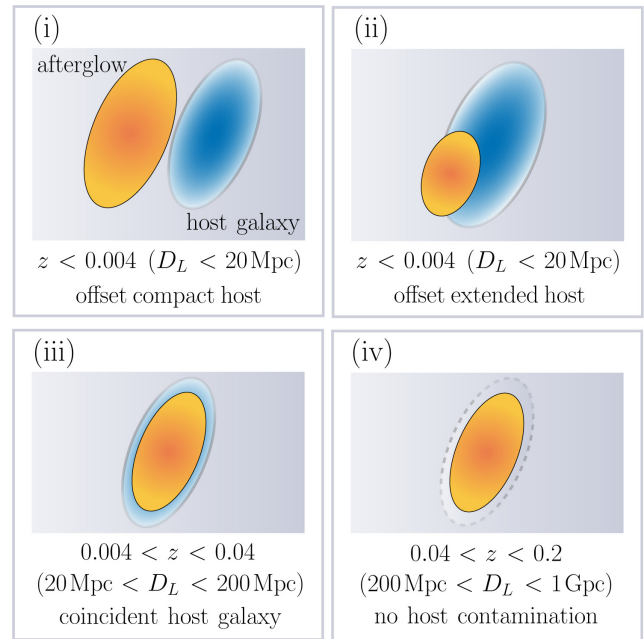 (i)
afterglow
host galaxy
z < 0.004 (D_L < 20 Mpc)
offset compact host
(ii)
z < 0.004 (D_L < 20 Mpc)
offset extended host
(iii)
0.004 < z < 0.04
(20 Mpc < D_L < 200 Mpc)
coincident host galaxy
(iv)
0.04 < z < 0.2
(200 Mpc < D_L < 1 Gpc)
no host contamination